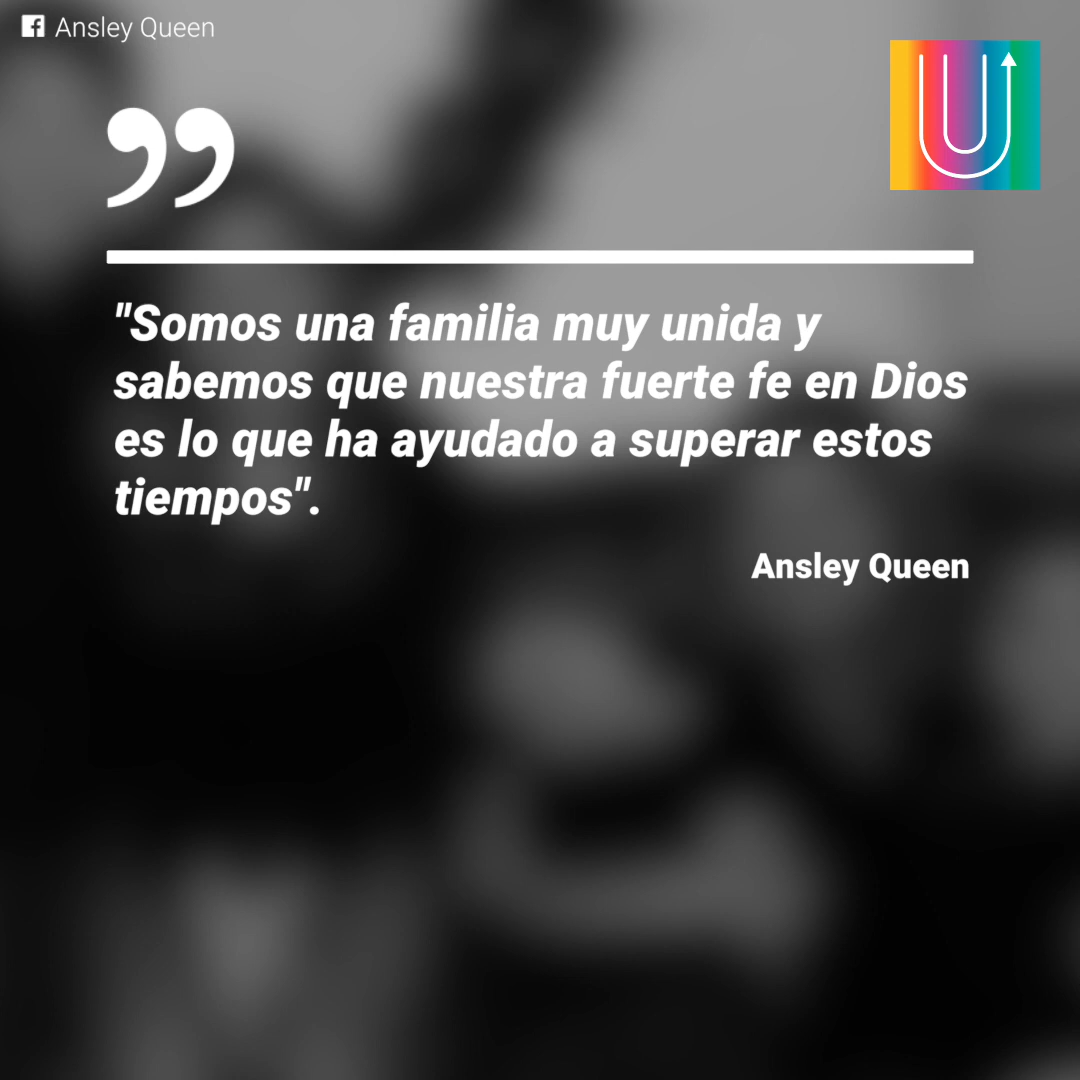 Ansley Queen
"Somos una familia muy unida y
sabemos que nuestra fuerte fe en Dios
es lo que ha ayudado a superar estos
tiempos".
Ansley Queen